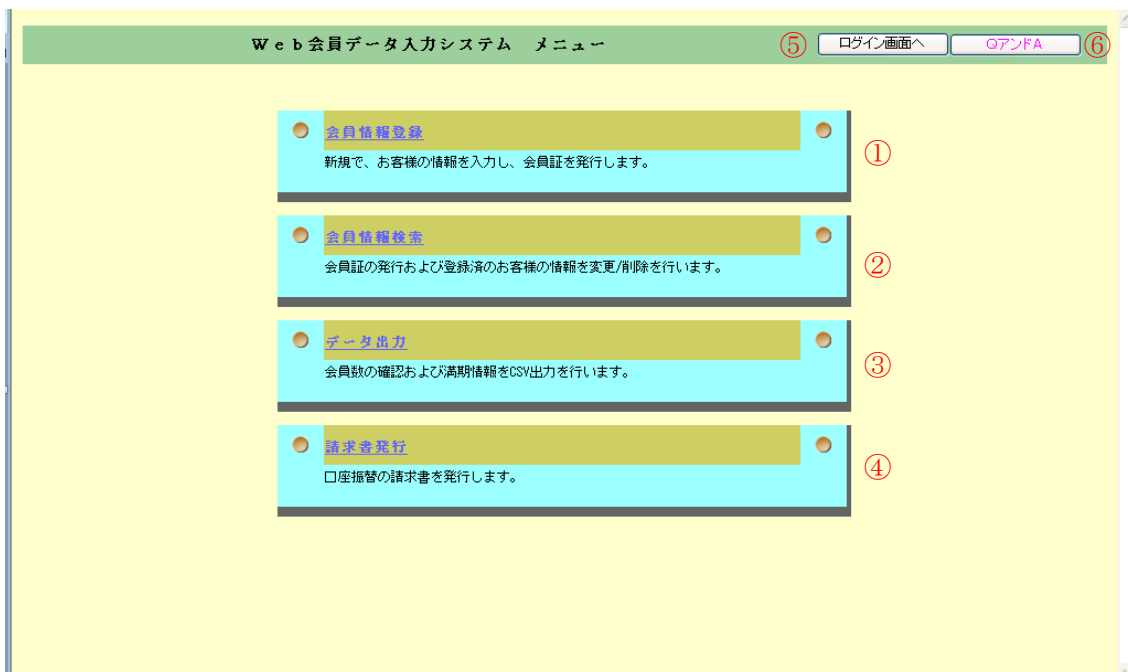 Ｗｅｂ会員データ入力システム　メニュー ⑤ ログイン画面へ QアンドA ⑥
会員情報登録
新規で、お客様の情報を入力し、会員証を発行します。
①
会員情報検索
会員証の発行および登録済のお客様の情報を変更/削除を行います。
②
データ出力
会員数の確認および満期情報をCSV出力を行います。
③
請求書発行
口座振替の請求書を発行します。
④